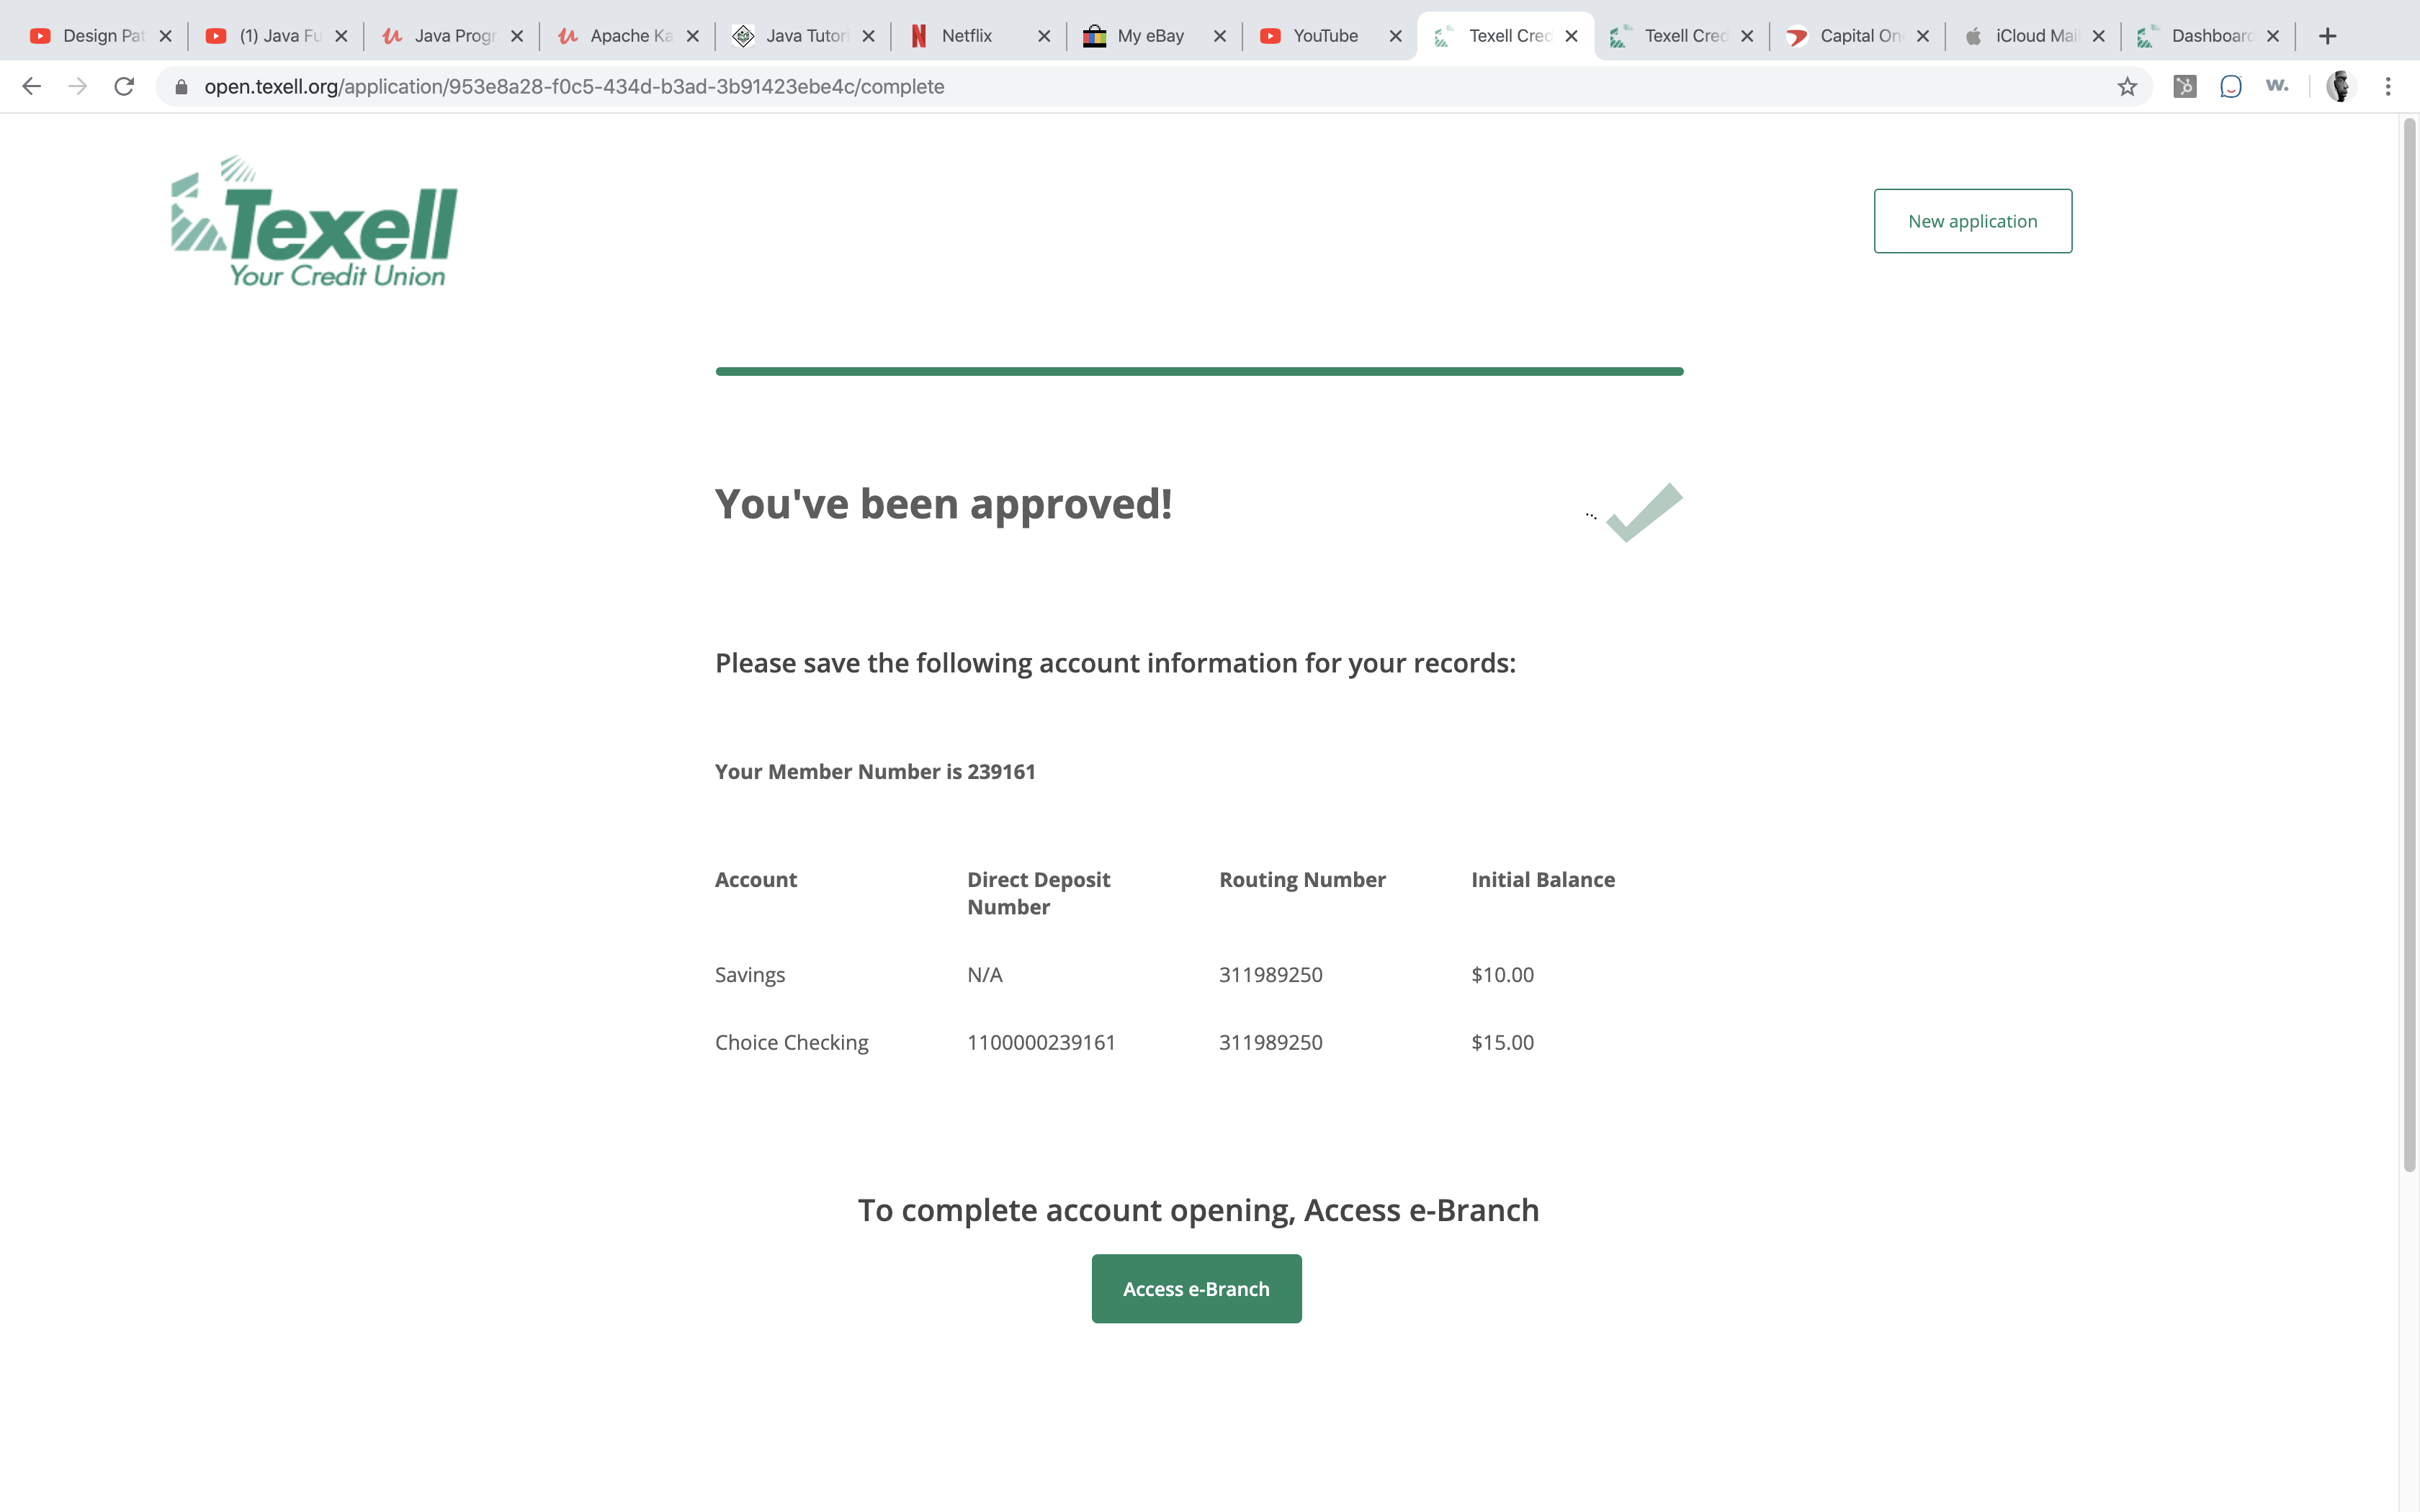 Design Pat
(1) Java Fu
Java Progr
Apache Ka
Java Tutori
Netflix
My eBay
YouTube
Texell Cred
Texell Cred
Capital On
iCloud Mai
Dashboard
open.texell.org/application/953e8a28-f0c5-434d-b3ad-3b91423ebe4c/complete
w.
Texell
Your Credit Union
New application
You've been approved!
Please save the following account information for your records:
Your Member Number is 239161
Account Direct Deposit Number Routing Number Initial Balance
Savings N/A 311989250 $10.00
Choice Checking 1100000239161 311989250 $15.00
To complete account opening, Access e-Branch
Access e-Branch